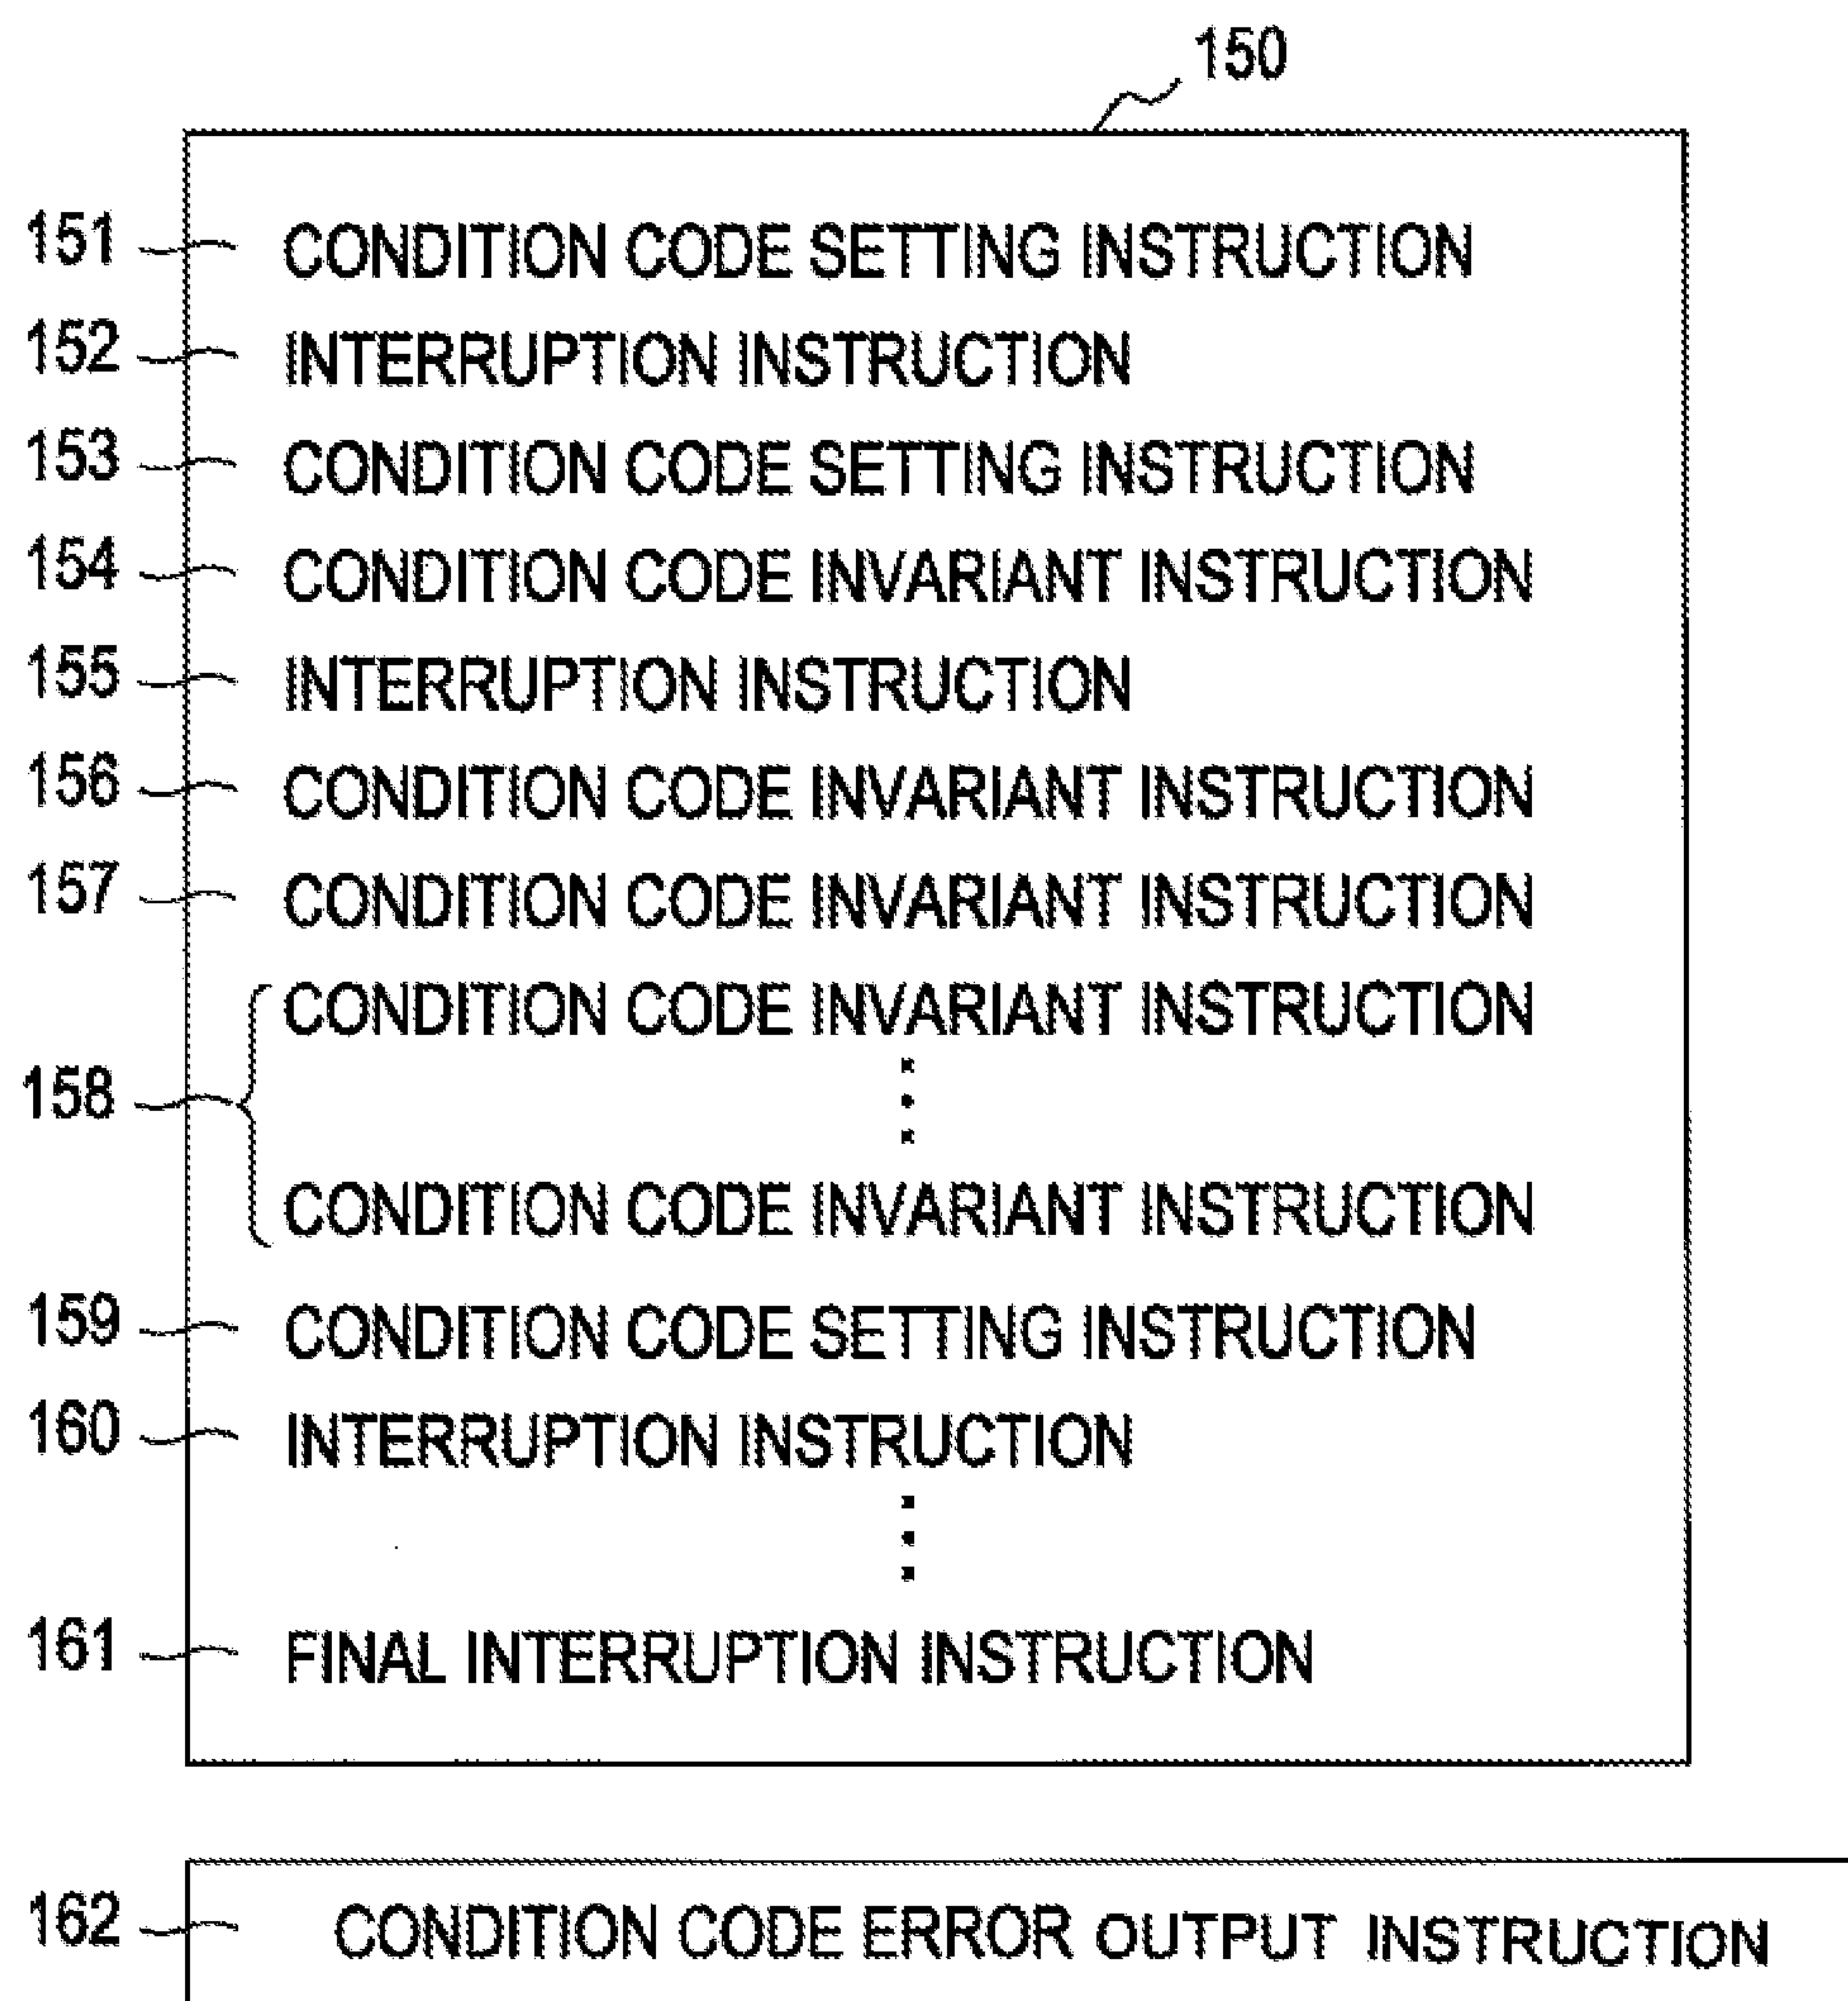 150
151 CONDITION CODE SETTING INSTRUCTION
152 INTERRUPTION INSTRUCTION
153 CONDITION CODE SETTING INSTRUCTION
154 CONDITION CODE INVARIANT INSTRUCTION
155 INTERRUPTION INSTRUCTION
156 CONDITION CODE INVARIANT INSTRUCTION
157 CONDITION CODE INVARIANT INSTRUCTION
CONDITION CODE INVARIANT INSTRUCTION
158
CONDITION CODE INVARIANT INSTRUCTION
159 CONDITION CODE SETTING INSTRUCTION
160 INTERRUPTION INSTRUCTION
161 FINAL INTERRUPTION INSTRUCTION
162 CONDITION CODE ERROR OUTPUT INSTRUCTION